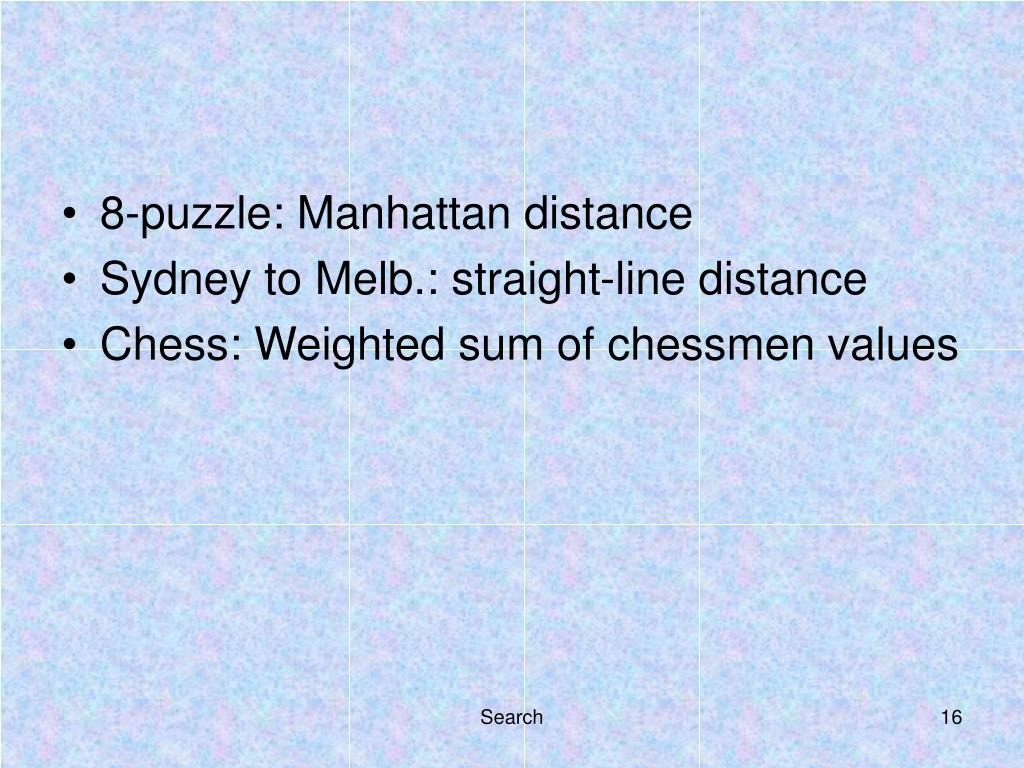 • 8-puzzle: Manhattan distance
• Sydney to Melb.: straight-line distance
• Chess: Weighted sum of chessmen values
Search
16